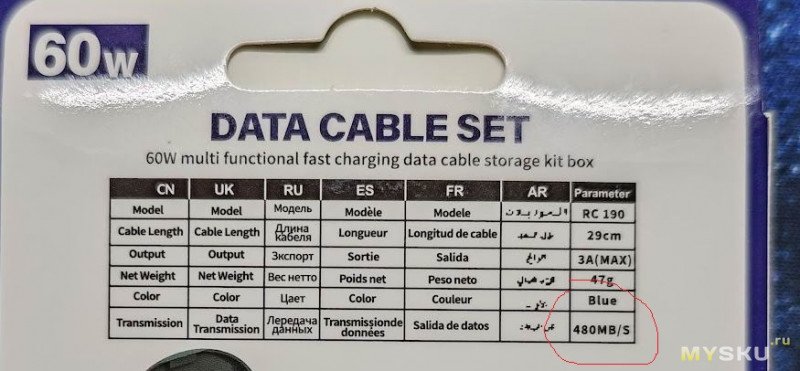 60W
DATA CABLE SET
60W multi functional fast charging data cable storage kit box
CN UK RU ES FR AR Parameter
Model Model Модель Modèle Modele RC 190
Cable Length Cable Length Длина кабеля Longueur Longitud de cable 29cm
Output Output Зкспорт Sortie Salida 3A(MAX)
Net Weight Net Weight Вес нетто Poids net Peso neto 47g
Color Color Цает Color Couleur Blue
Transmission Data Transmission Лередача данных Transmissionde données Salida de datos 480MB/S
MYSKU.ru